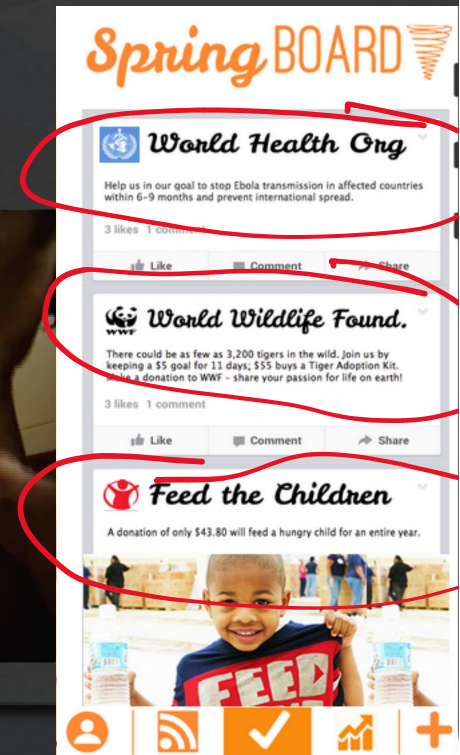 Spring BOARD
World Health Org
Help us in our goal to stop Ebola transmission in affected countries
within 6-9 months and prevent international spread.
3 likes 1 comment
Like Comment Share
WWF
World Wildlife Found.
There could be as few as 3,200 tigers in the wild. Join us by
keeping a $5 goal for 11 days; $55 buys a Tiger Adoption Kit.
Make a donation to WWF - share your passion for life on earth!
3 likes 1 comment
Like Comment Share
Feed the Children
A donation of only $43.80 will feed a hungry child for an entire year.
FEED